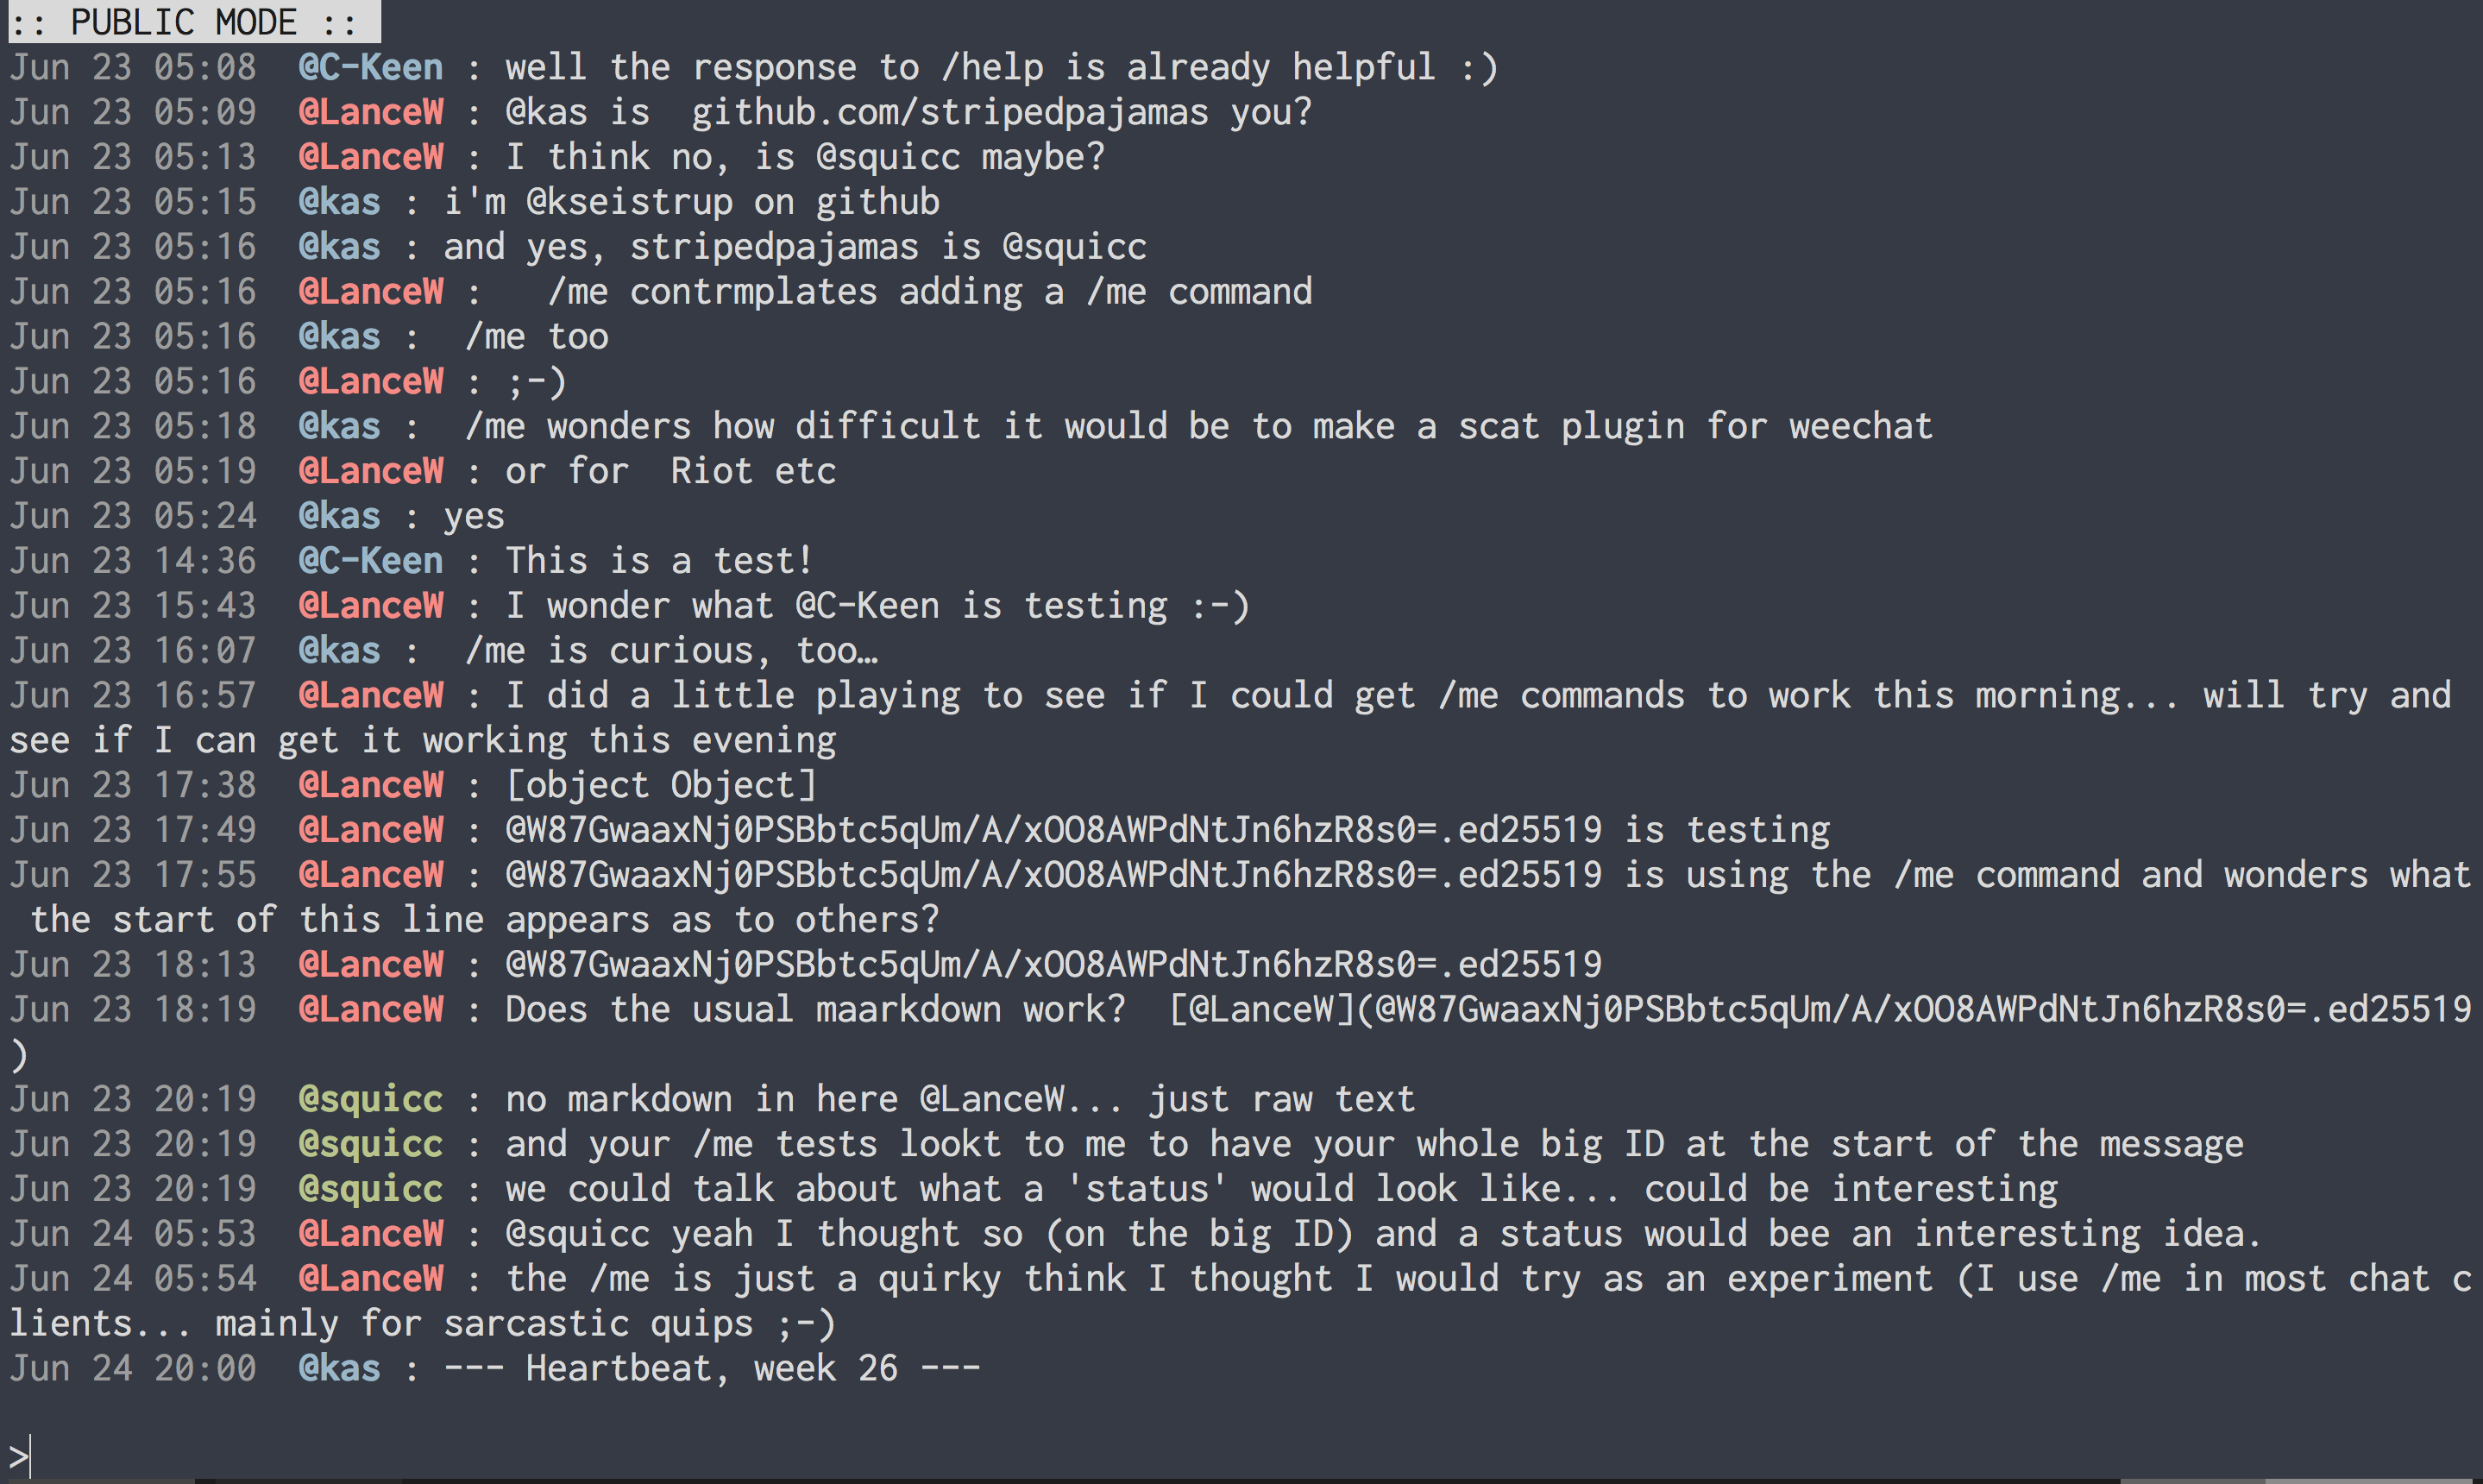 :: PUBLIC MODE ::
Jun 23 05:08  @C-Keen : well the response to /help is already helpful :)
Jun 23 05:09  @LanceW : @kas is  github.com/stripedpajamas you?
Jun 23 05:13  @LanceW : I think no, is @squicc maybe?
Jun 23 05:15  @kas : i'm @kseistrup on github
Jun 23 05:16  @kas : and yes, stripedpajamas is @squicc
Jun 23 05:16  @LanceW :   /me contrmplates adding a /me command
Jun 23 05:16  @kas :  /me too
Jun 23 05:16  @LanceW : ;-)
Jun 23 05:18  @kas :  /me wonders how difficult it would be to make a scat plugin for weechat
Jun 23 05:19  @LanceW : or for  Riot etc
Jun 23 05:24  @kas : yes
Jun 23 14:36  @C-Keen : This is a test!
Jun 23 15:43  @LanceW : I wonder what @C-Keen is testing :-)
Jun 23 16:07  @kas :  /me is curious, too…
Jun 23 16:57  @LanceW : I did a little playing to see if I could get /me commands to work this morning... will try and
see if I can get it working this evening
Jun 23 17:38  @LanceW : [object Object]
Jun 23 17:49  @LanceW : @W87GwaaxNj0PSBbtc5qUm/A/xOO8AWPdNtJn6hzR8s0=.ed25519 is testing
Jun 23 17:55  @LanceW : @W87GwaaxNj0PSBbtc5qUm/A/xOO8AWPdNtJn6hzR8s0=.ed25519 is using the /me command and wonders what
 the start of this line appears as to others?
Jun 23 18:13  @LanceW : @W87GwaaxNj0PSBbtc5qUm/A/xOO8AWPdNtJn6hzR8s0=.ed25519
Jun 23 18:19  @LanceW : Does the usual maarkdown work?  [@LanceW](@W87GwaaxNj0PSBbtc5qUm/A/xOO8AWPdNtJn6hzR8s0=.ed25519
)
Jun 23 20:19  @squicc : no markdown in here @LanceW... just raw text
Jun 23 20:19  @squicc : and your /me tests lookt to me to have your whole big ID at the start of the message
Jun 23 20:19  @squicc : we could talk about what a 'status' would look like... could be interesting
Jun 24 05:53  @LanceW : @squicc yeah I thought so (on the big ID) and a status would bee an interesting idea.
Jun 24 05:54  @LanceW : the /me is just a quirky think I thought I would try as an experiment (I use /me in most chat c
lients... mainly for sarcastic quips ;-)
Jun 24 20:00  @kas : --- Heartbeat, week 26 ---
>